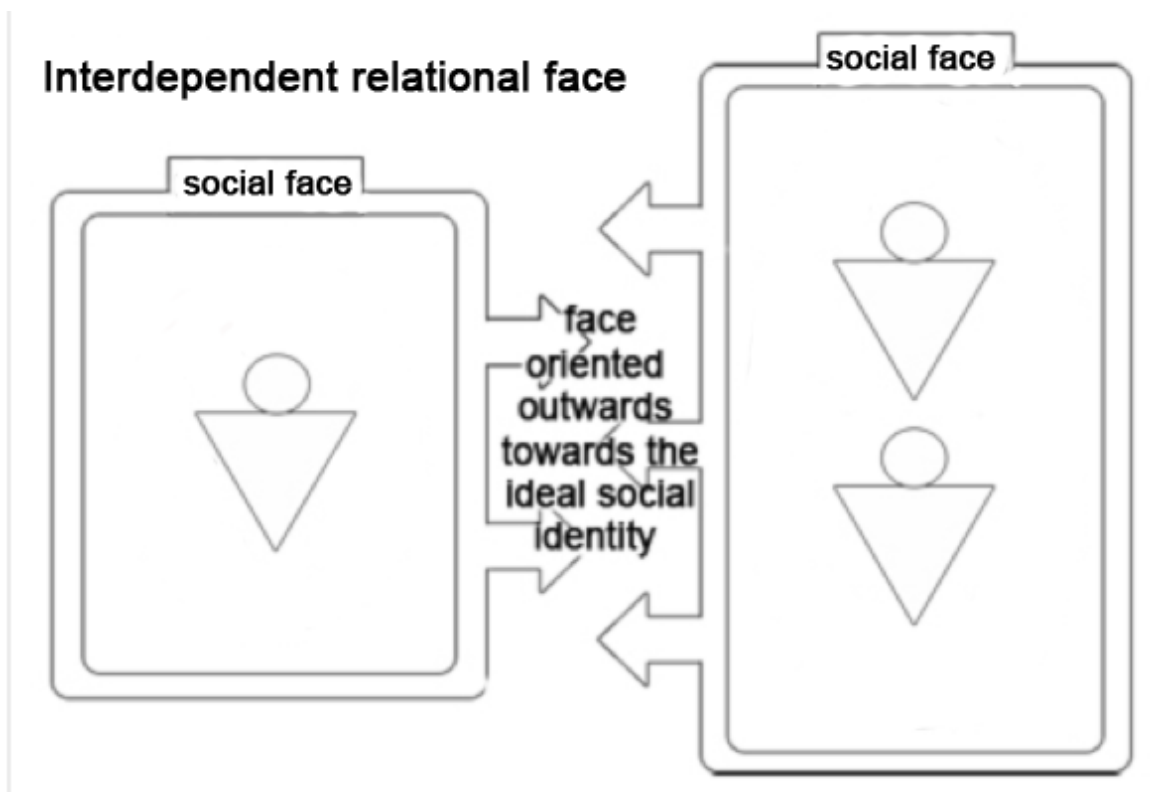 Interdependent relational face
social face
social face
face
oriented
outwards
towards the
ideal social
identity